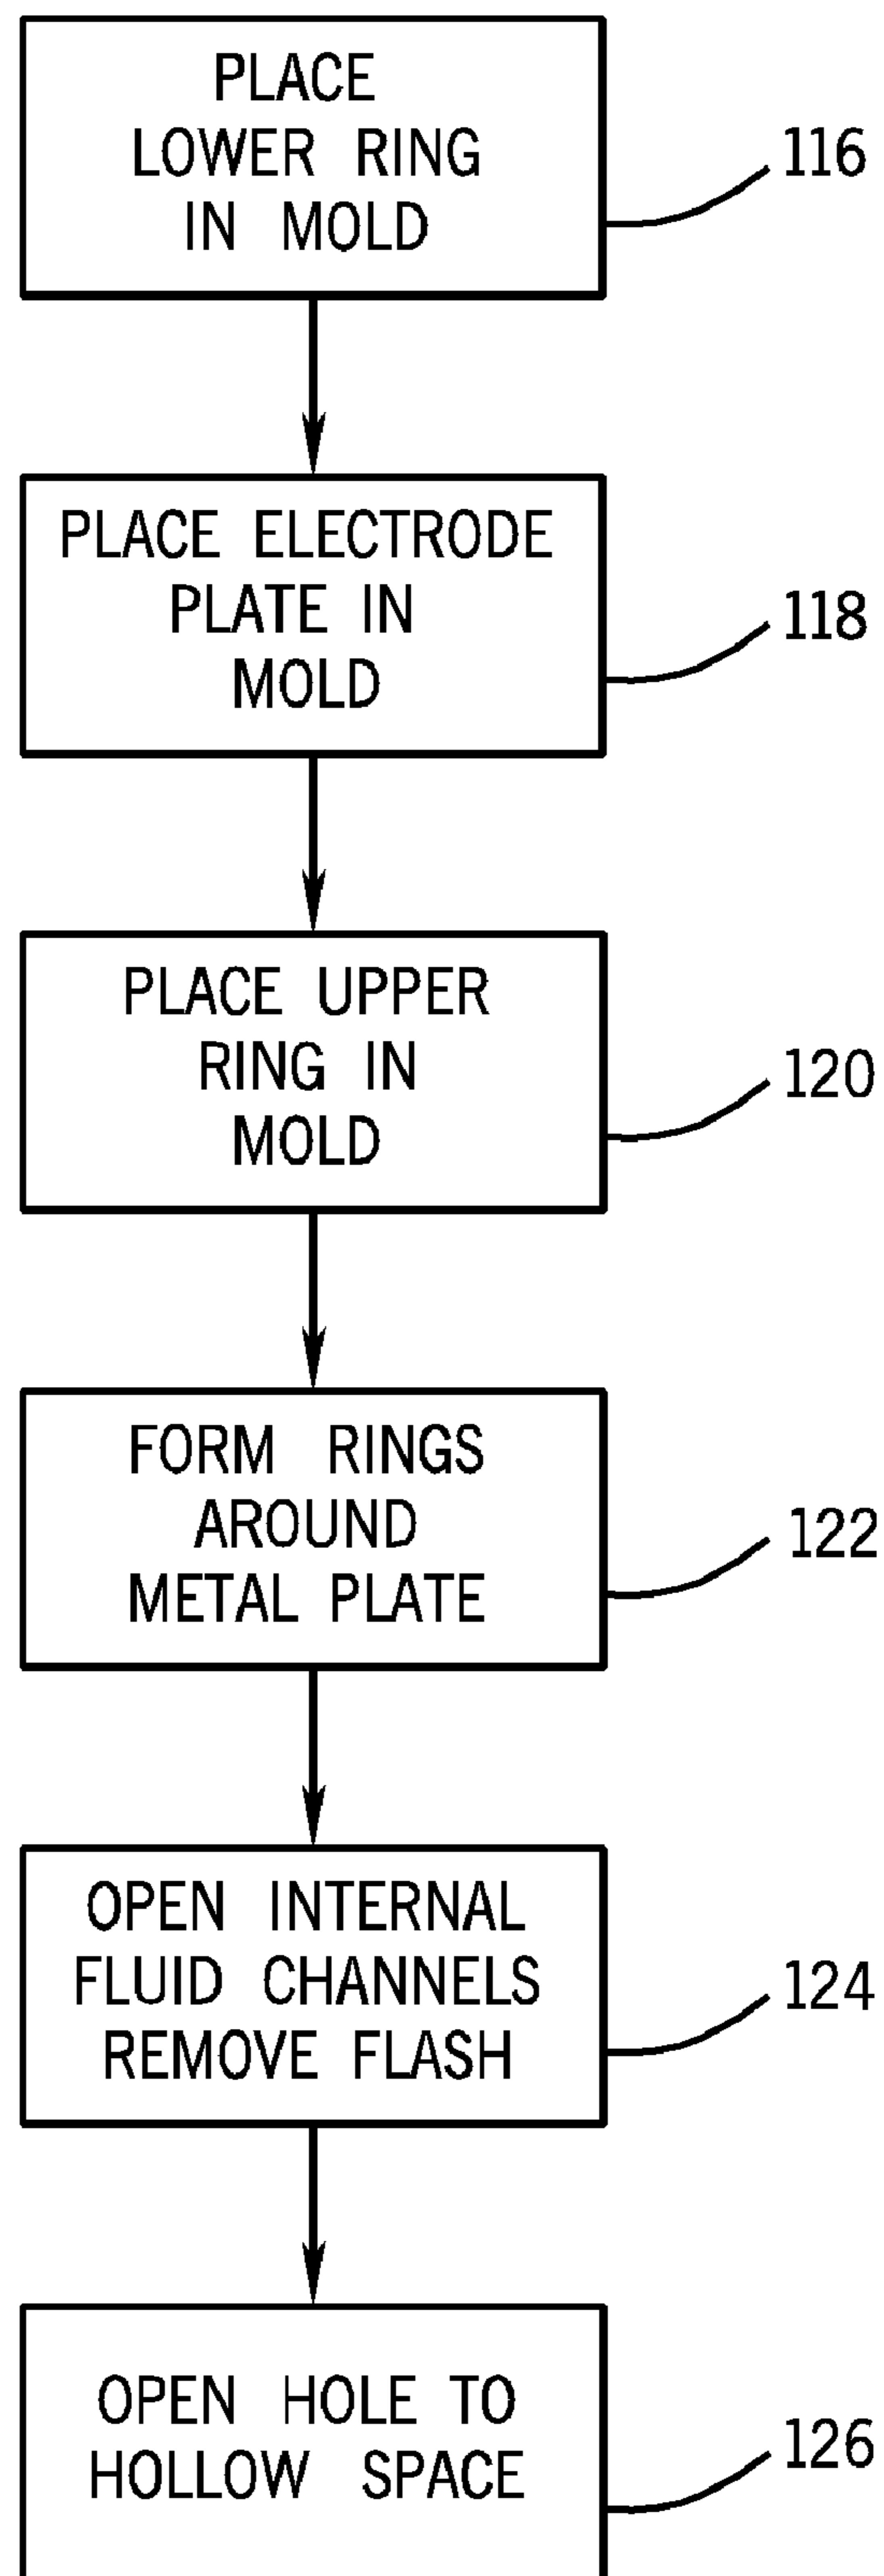 PLACE
LOWER RING
IN MOLD
116
PLACE ELECTRODE
PLATE IN
MOLD
118
PLACE UPPER
RING IN
MOLD
120
FORM RINGS
AROUND
METAL PLATE
122
OPEN INTERNAL
FLUID CHANNELS
REMOVE FLASH
124
OPEN HOLE TO
HOLLOW SPACE
126